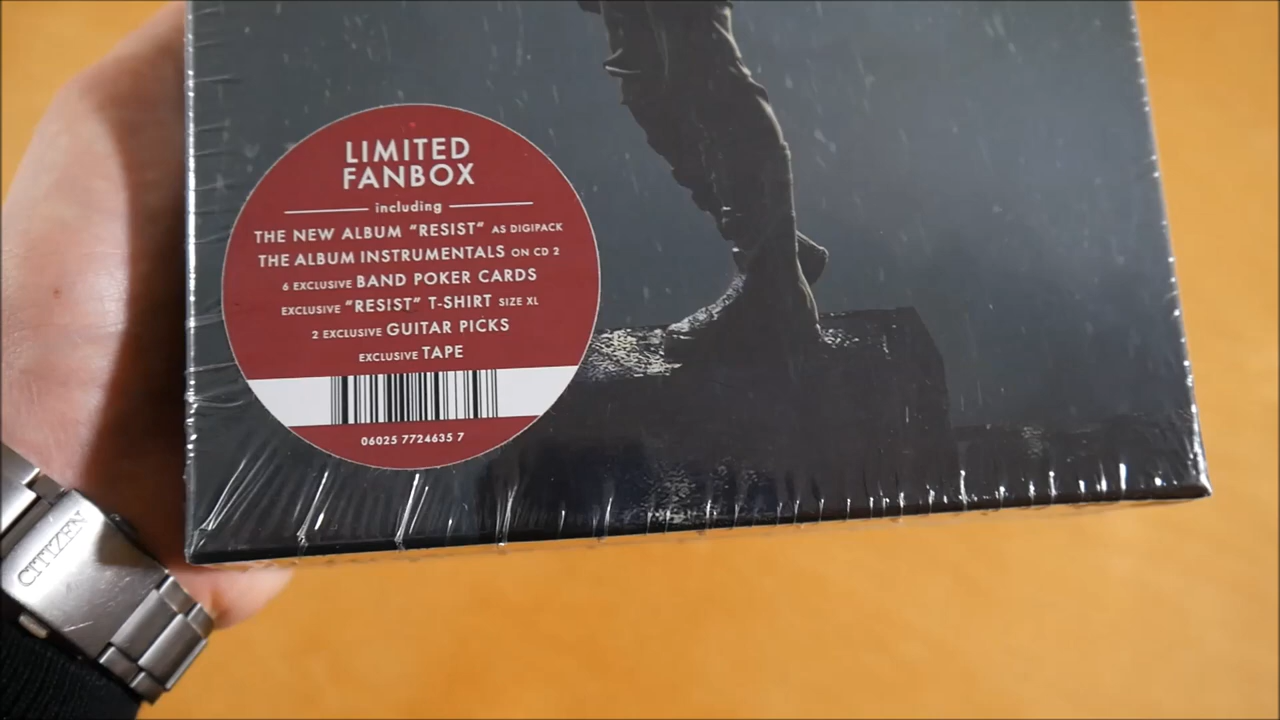 LIMITED
FANBOX
including
THE NEW ALBUM “RESIST” AS DIGIPACK
THE ALBUM INSTRUMENTALS ON CD 2
6 EXCLUSIVE BAND POKER CARDS
EXCLUSIVE “RESIST” T-SHIRT SIZE XL
2 EXCLUSIVE GUITAR PICKS
EXCLUSIVE TAPE
06025 7724635 7
CITIZEN